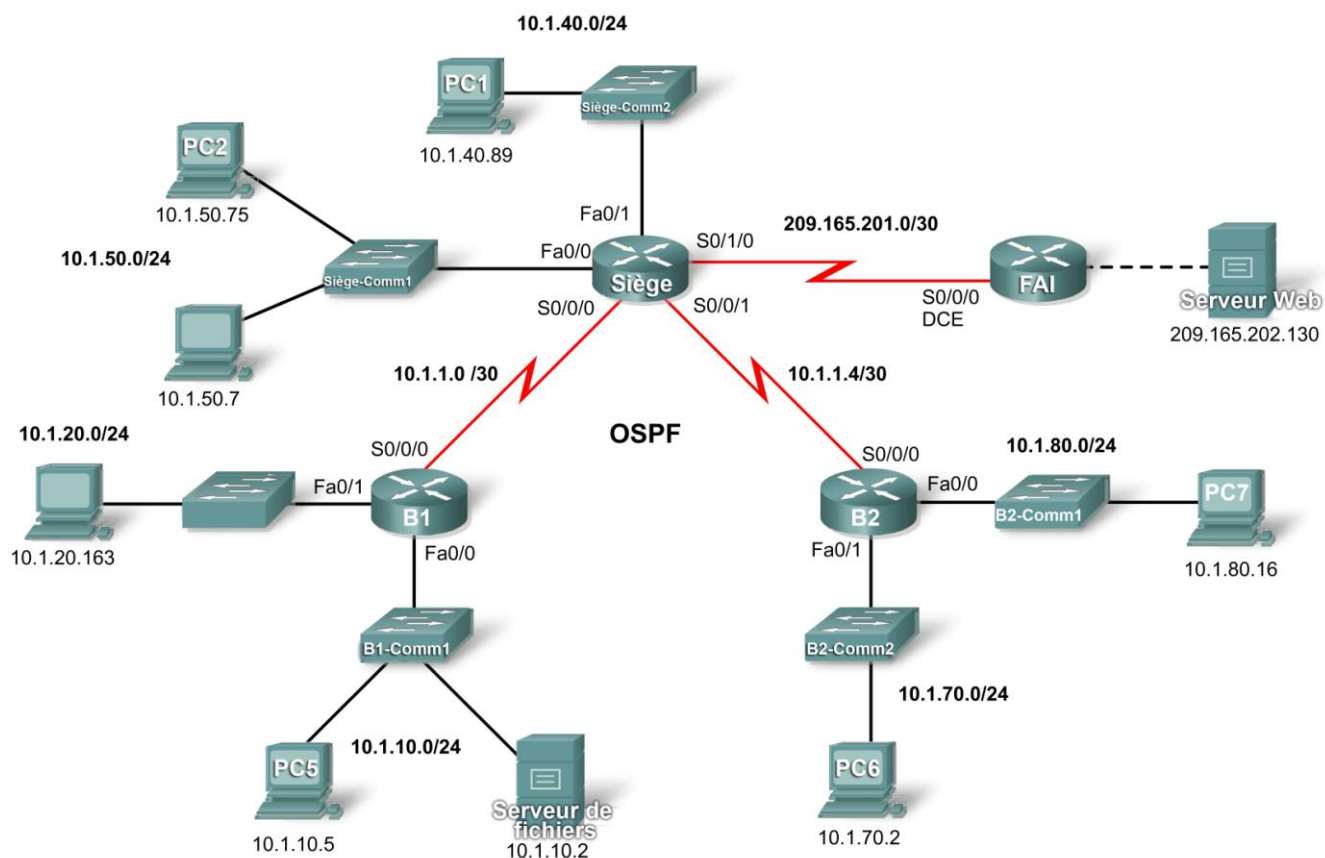 10.1.40.0/24
PC1
Siège-Comm2
10.1.40.89
PC2
10.1.50.75
Fa0/1
209.165.201.0/30
S0/1/0
Fa0/0
10.1.50.0/24
Siège-Comm1
Siège
FAI
S0/0/0
DCE
Serveur Web
209.165.202.130
S0/0/0
S0/0/1
10.1.50.7
10.1.1.0 /30
10.1.1.4/30
OSPF
10.1.20.0/24
S0/0/0
Fa0/1
B1
Fa0/0
10.1.20.163
S0/0/0
10.1.80.0/24
Fa0/0
B2
B2-Comm1
PC7
Fa0/1
10.1.80.16
B1-Comm1
B2-Comm2
10.1.10.0/24
10.1.70.0/24
PC5
Serveur de
fichiers
PC6
10.1.10.5
10.1.10.2
10.1.70.2